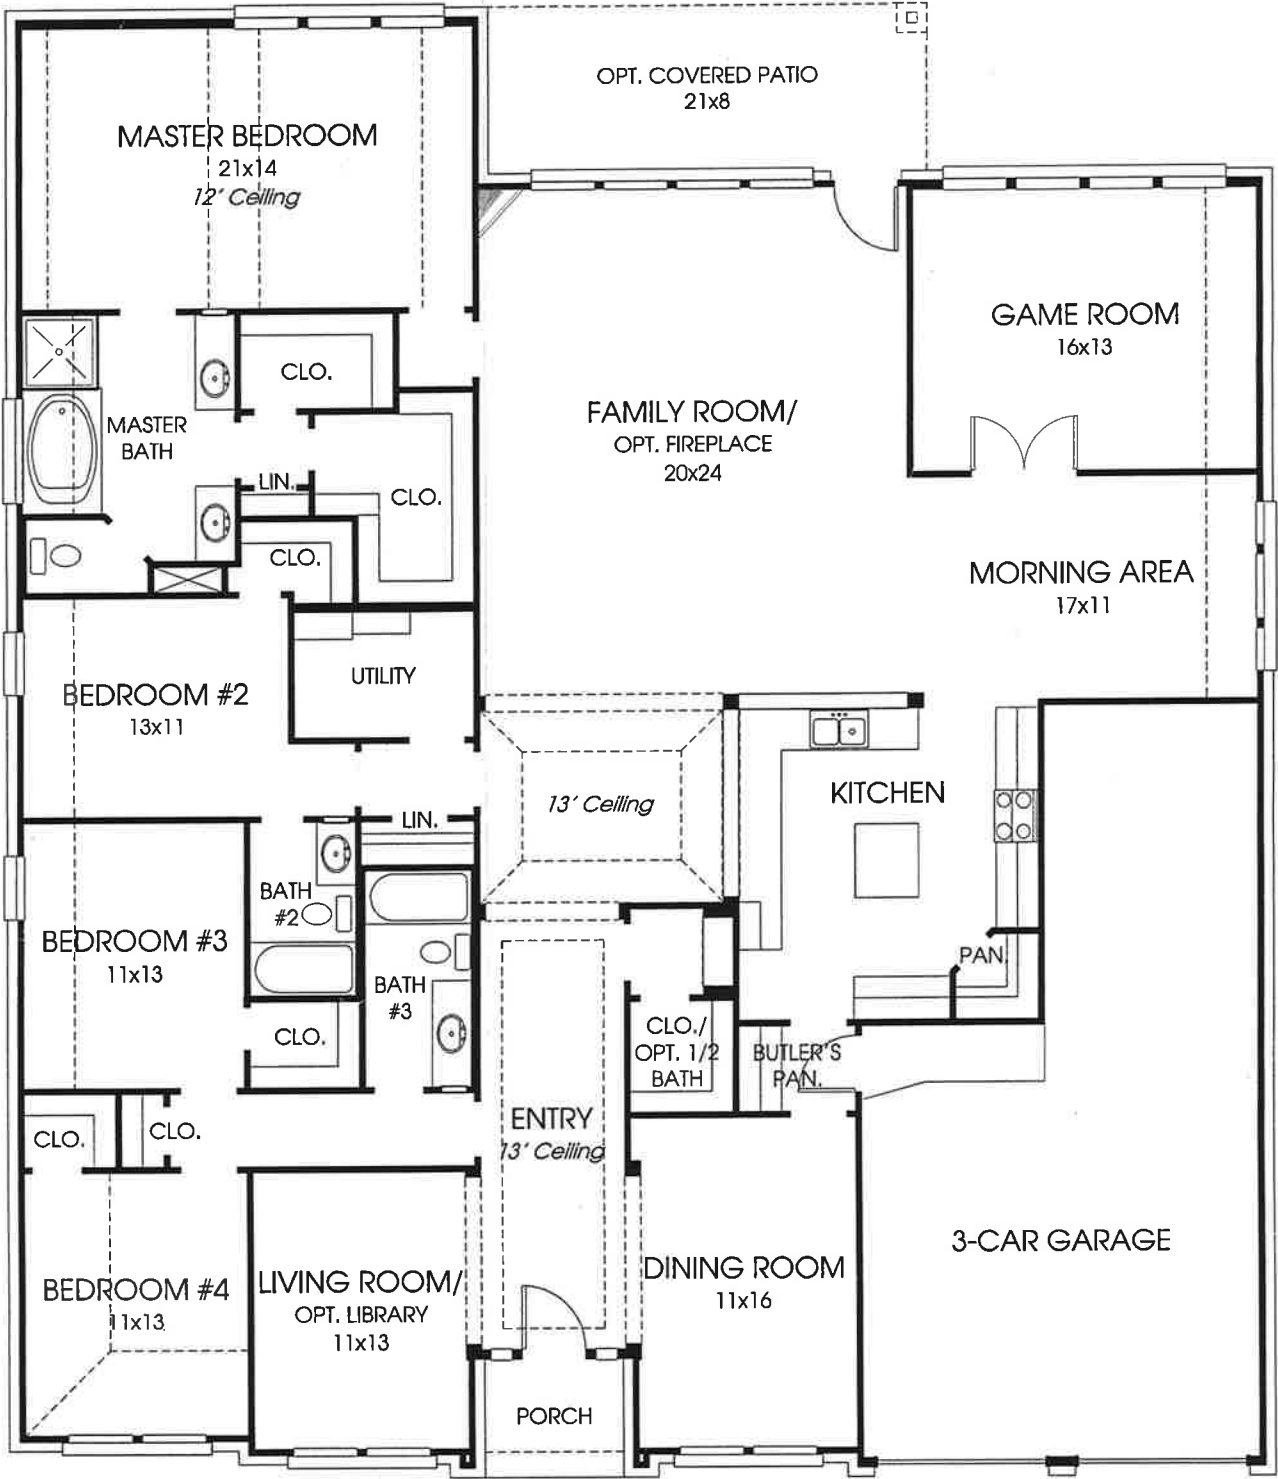 OPT. COVERED PATIO
21x8
MASTER BEDROOM
21x14
12' Ceiling
GAME ROOM
16x13
CLO.
FAMILY ROOM/
OPT. FIREPLACE
20x24
MASTER
BATH
LIN.
CLO.
CLO.
MORNING AREA
17x11
UTILITY
BEDROOM #2
13x11
13' Ceiling
KITCHEN
LIN.
BATH
#2
BEDROOM #3
11x13
PAN.
BATH
#3
CLO.
CLO./
OPT. 1/2
BATH
BUTLER'S
PAN.
ENTRY
13' Ceiling
CLO.
CLO.
3-CAR GARAGE
BEDROOM #4
11x13
LIVING ROOM/
OPT. LIBRARY
11x13
DINING ROOM
11x16
PORCH